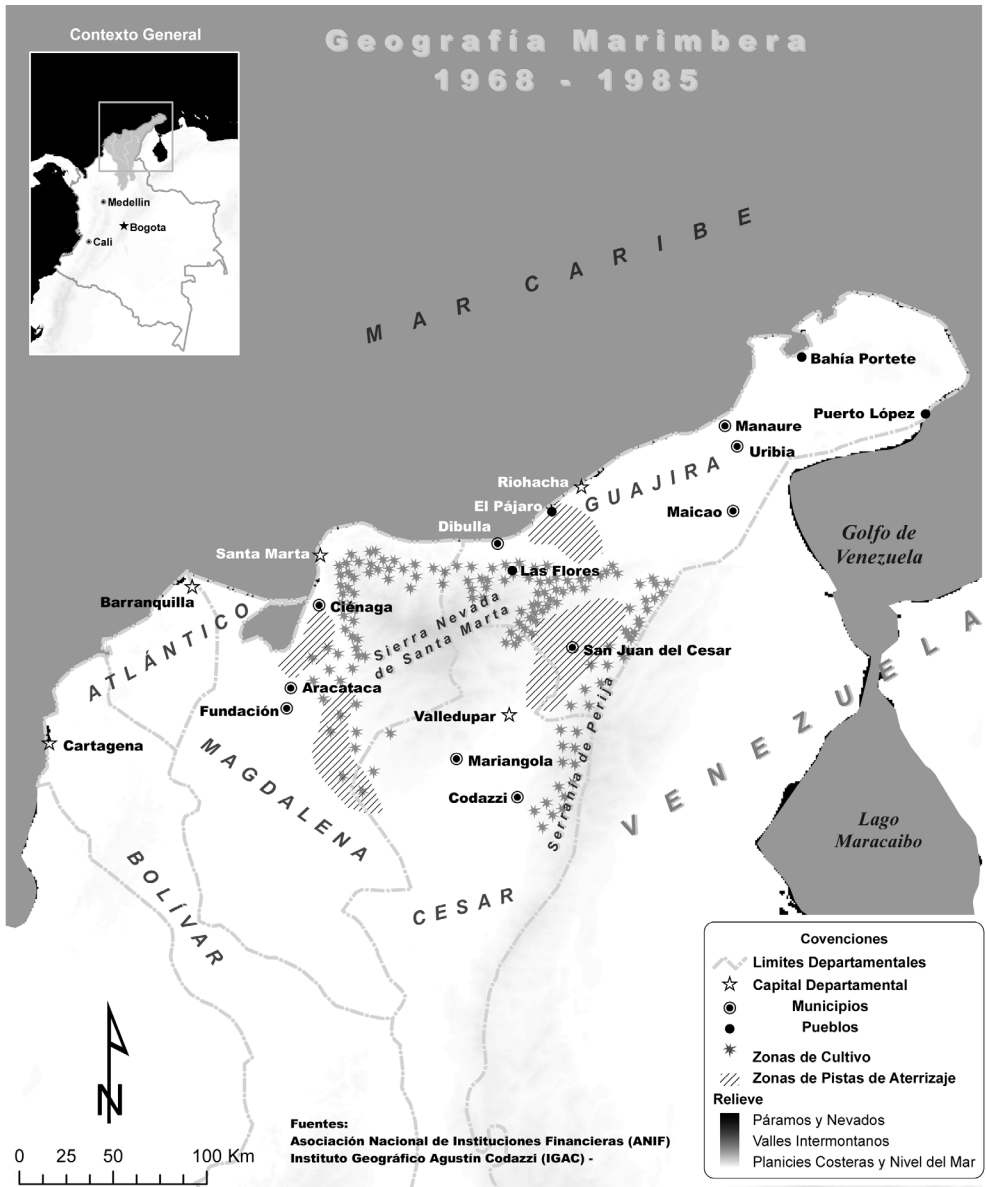 Contexto General
Geografía Marimbera
1968 - 1985
Medellin
Bogota
Cali
MAR CARIBE
Bahía Portete
Puerto López
Manaure
Uribia
Riohacha
GUAJIRA
El Pájaro
Maicao
Dibulla
Golfo de
Venezuela
Santa Marta
Las Flores
Barranquilla
Ciénaga
ATLÁNTICO
Sierra Nevada
de Santa Marta
San Juan del Cesar
Aracataca
Fundación
Valledupar
Serranía de Perija
VENEZUELA
Cartagena
MAGDALENA
Mariangola
Codazzi
Lago
Maracaibo
BOLÍVAR
CESAR
Covenciones
Limites Departamentales
Capital Departamental
Municipios
Pueblos
Zonas de Cultivo
Zonas de Pistas de Aterrizaje
Relieve
Páramos y Nevados
Valles Intermontanos
Planicies Costeras y Nivel del Mar
N
Fuentes:
Asociación Nacional de Instituciones Financieras (ANIF)
Instituto Geográfico Agustín Codazzi (IGAC) -
0 25 50 100 Km